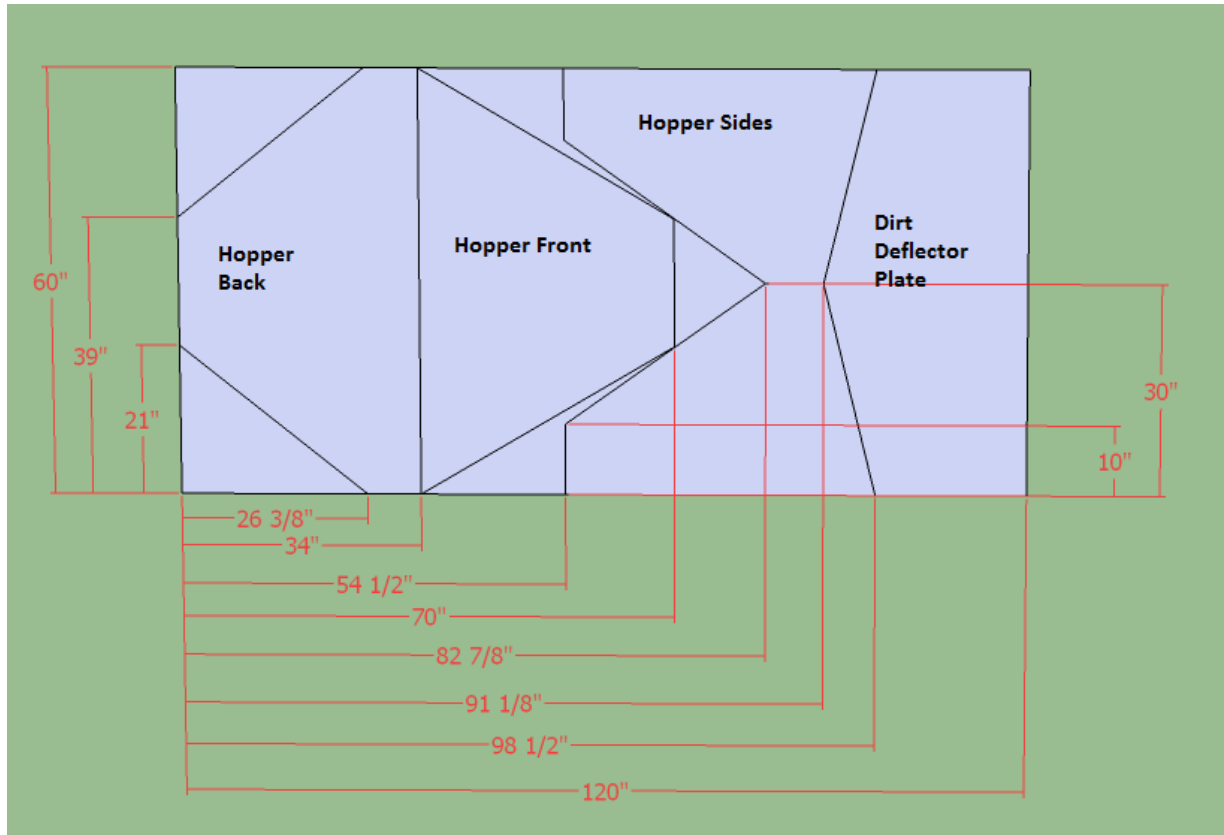 Hopper Sides
Hopper Front
Dirt
Deflector
Plate
Hopper
Back
60"
39"
21"
30"
10"
26 3/8"
34"
54 1/2"
70"
82 7/8"
91 1/8"
98 1/2"
120"